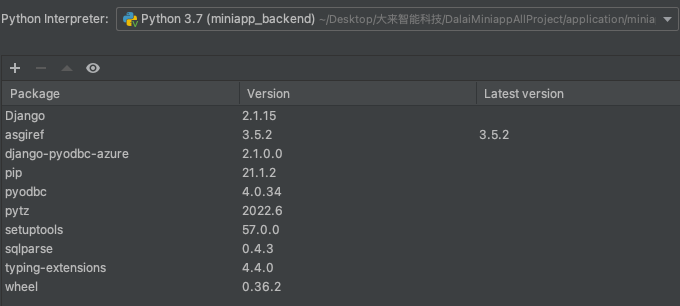 Python Interpreter: Python 3.7 (miniapp_backend) ~/Desktop/大来智能科技/DalaiMiniappAllProject/application/minia
Package Version Latest version
Django 2.1.15
asgiref 3.5.2 3.5.2
django-pyodbc-azure 2.1.0.0
pip 21.1.2
pyodbc 4.0.34
pytz 2022.6
setuptools 57.0.0
sqlparse 0.4.3
typing-extensions 4.4.0
wheel 0.36.2